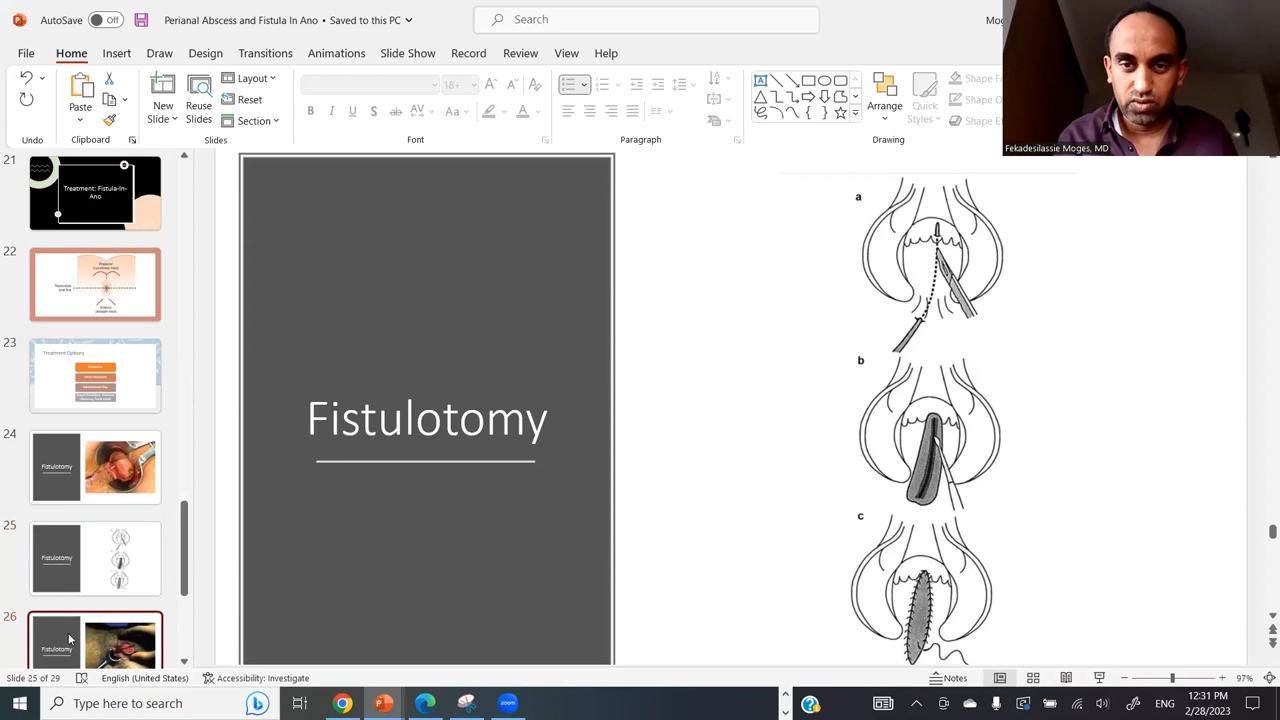 AutoSave Off Perianal Abscess and Fistula In Ano • Saved to this PC Search
Fekadesilassie Moges, MD
File Home Insert Draw Design Transitions Animations Slide Show Record Review View Help
Paste New Slide Reuse Slides Layout Reset Section 18+ Aa Arrange Quick Styles
Undo Clipboard Slides Font Paragraph Drawing
21
Treatment: Fistula-In-
Ano
22
23
Treatment Options
24
Fistulotomy
25
Fistulotomy
26
Fistulotomy
Fistulotomy
a
b
c
Slide 25 of 29 English (United States) Accessibility: Investigate Notes 97%
Type here to search zoom ENG 12:31 PM
2/28/2023